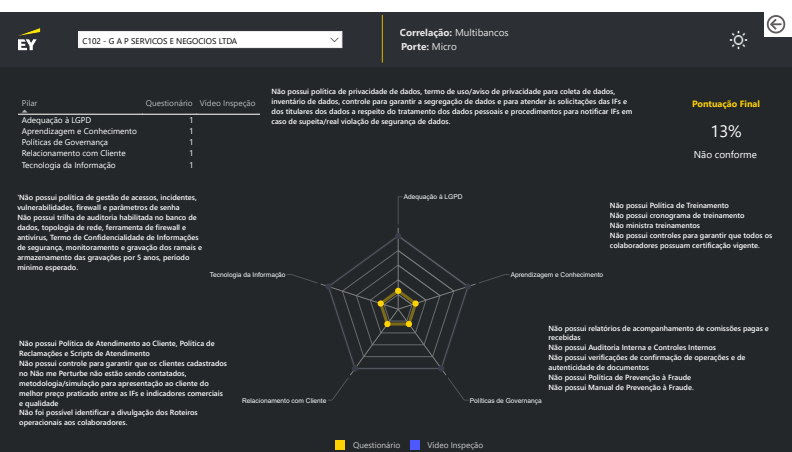 EY
C102 - G A P SERVICOS E NEGOCIOS LTDA
Correlação: Multibancos
Porte: Micro
Pilar Questionário Vídeo Inspeção
Adequação à LGPD 1
Aprendizagem e Conhecimento 1
Políticas de Governança 1
Relacionamento com Cliente 1
Tecnologia da Informação 1
Não possui política de privacidade de dados, termo de uso/aviso de privacidade para coleta de dados,
inventário de dados, controle para garantir a segregação de dados e para atender às solicitações das IFs e
dos titulares dos dados a respeito do tratamento dos dados pessoais e procedimentos para notificar IFs em
caso de supeita/real violação de segurança de dados.
Pontuação Final
13%
Não conforme
'Não possui política de gestão de acessos, incidentes,
vulnerabilidades, firewall e parâmetros de senha
Não possui trilha de auditoria habilitada no banco de
dados, topologia de rede, ferramenta de firewall e
antivirus, Termo de Confidencialidade de Informações
de segurança, monitoramento e gravação dos ramais e
armazenamento das gravações por 5 anos, período
mínimo esperado.
Adequação à LGPD
Não possui Política de Treinamento
Não possui cronograma de treinamento
Não ministra treinamentos
Não possui controles para garantir que todos os
colaboradores possuam certificação vigente.
Tecnologia da Informação
Aprendizagem e Conhecimento
Não possui Política de Atendimento ao Cliente, Política de
Reclamações e Scripts de Atendimento
Não possui controle para garantir que os clientes cadastrados
no Não me Perturbe não estão sendo contatados,
metodologia/simulação para apresentação ao cliente do
melhor preço praticado entre as IFs e indicadores comerciais
e qualidade
Não foi possível identificar a divulgação dos Roteiros
operacionais aos colaboradores.
Não possui relatórios de acompanhamento de comissões pagas e
recebidas
Não possui Auditoria Interna e Controles Internos
Não possui verificações de confirmação de operações e de
autenticidade de documentos
Não possui Política de Prevenção à Fraude
Não possui Manual de Prevenção à Fraude.
Relacionamento com Cliente
Políticas de Governança
Questionário Vídeo Inspeção